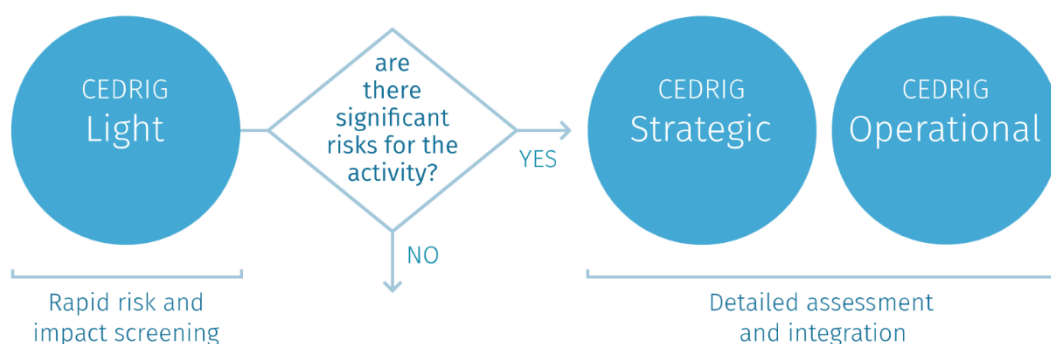 CEDRIG
Light
are
there
significant
risks for the
activity?
YES
NO
CEDRIG
Strategic
CEDRIG
Operational
Rapid risk and
impact screening
Detailed assessment
and integration